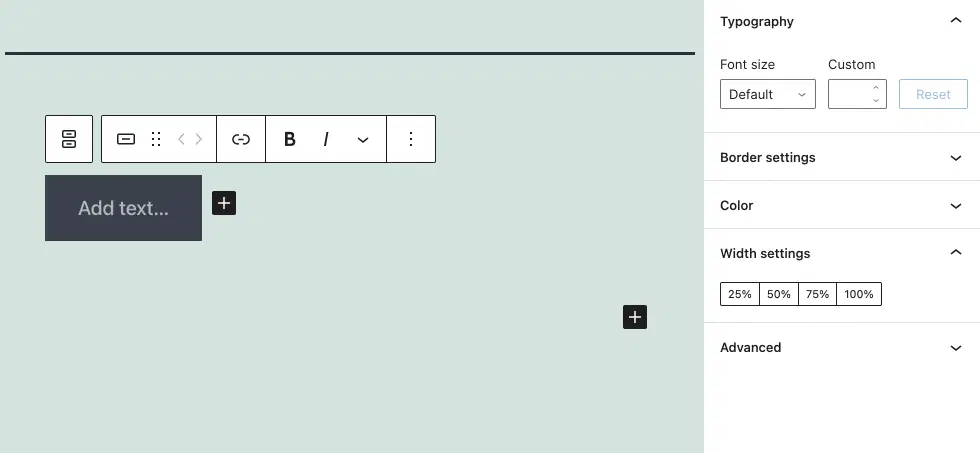 Typography
Font size
Custom
Default
Reset
B I
Add text...
Border settings
Color
Width settings
25% 50% 75% 100%
Advanced